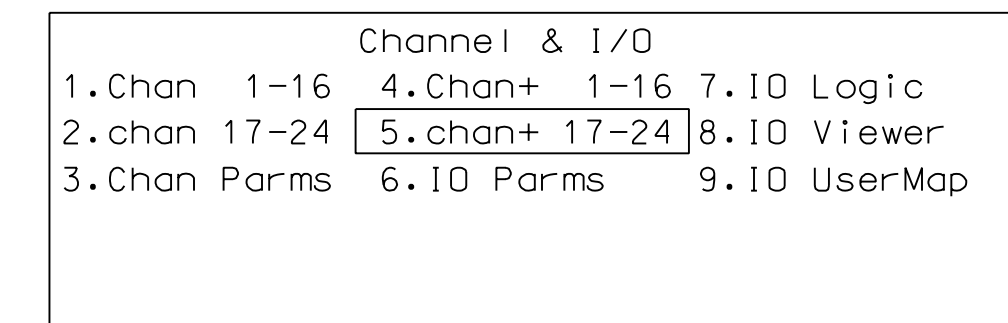 Channel & I/O
1.Chan 1-16 4.Chan+ 1-16 7.IO Logic
2.chan 17-24 5.chan+ 17-24 8.IO Viewer
3.Chan Parms 6.IO Parms 9.IO UserMap